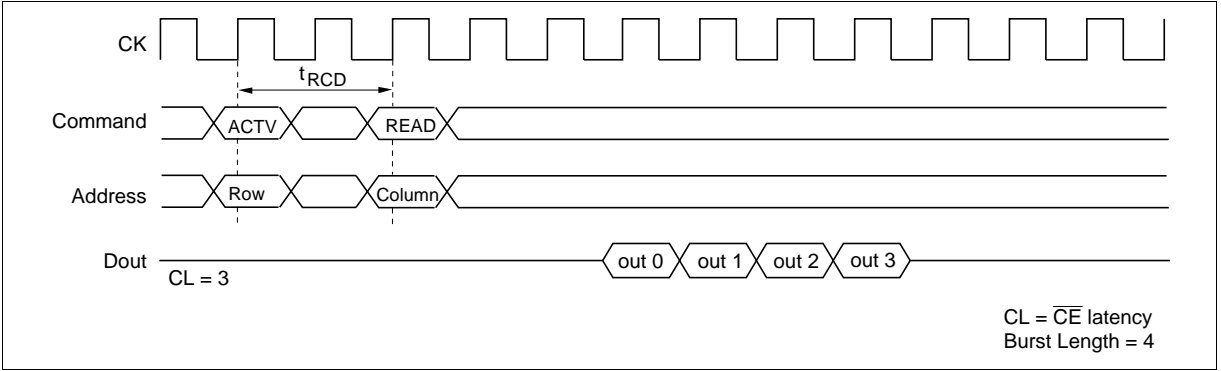 CK
tRCD
Command
ACTV
READ
Address
Row
Column
Dout
out 0
out 1
out 2
out 3
CL = 3
CL = C̅E̅ latency
Burst Length = 4